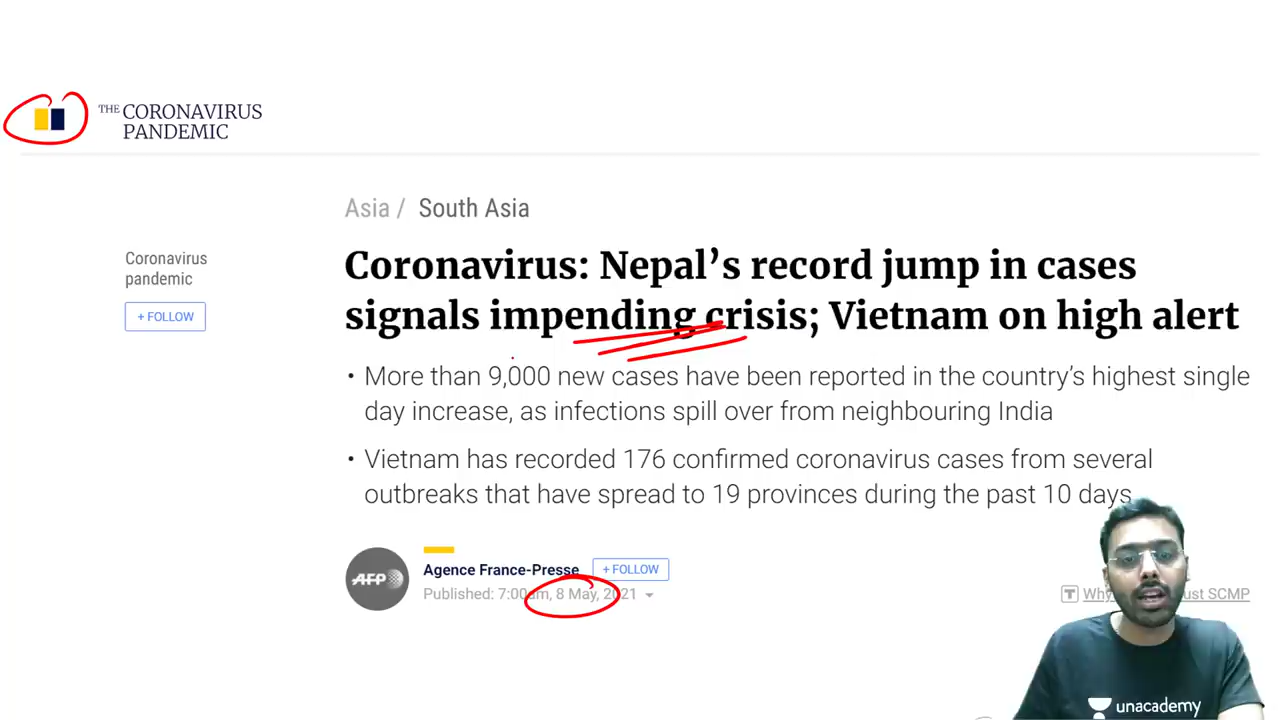 THE CORONAVIRUS
PANDEMIC
Asia / South Asia
Coronavirus
pandemic
+ FOLLOW
Coronavirus: Nepal’s record jump in cases
signals impending crisis; Vietnam on high alert
• More than 9,000 new cases have been reported in the country’s highest single
day increase, as infections spill over from neighbouring India
• Vietnam has recorded 176 confirmed coronavirus cases from several
outbreaks that have spread to 19 provinces during the past 10 days
AFP
Agence France-Presse
+ FOLLOW
Published: 7:00am, 8 May, 2021
T Why ust SCMP
unacademy